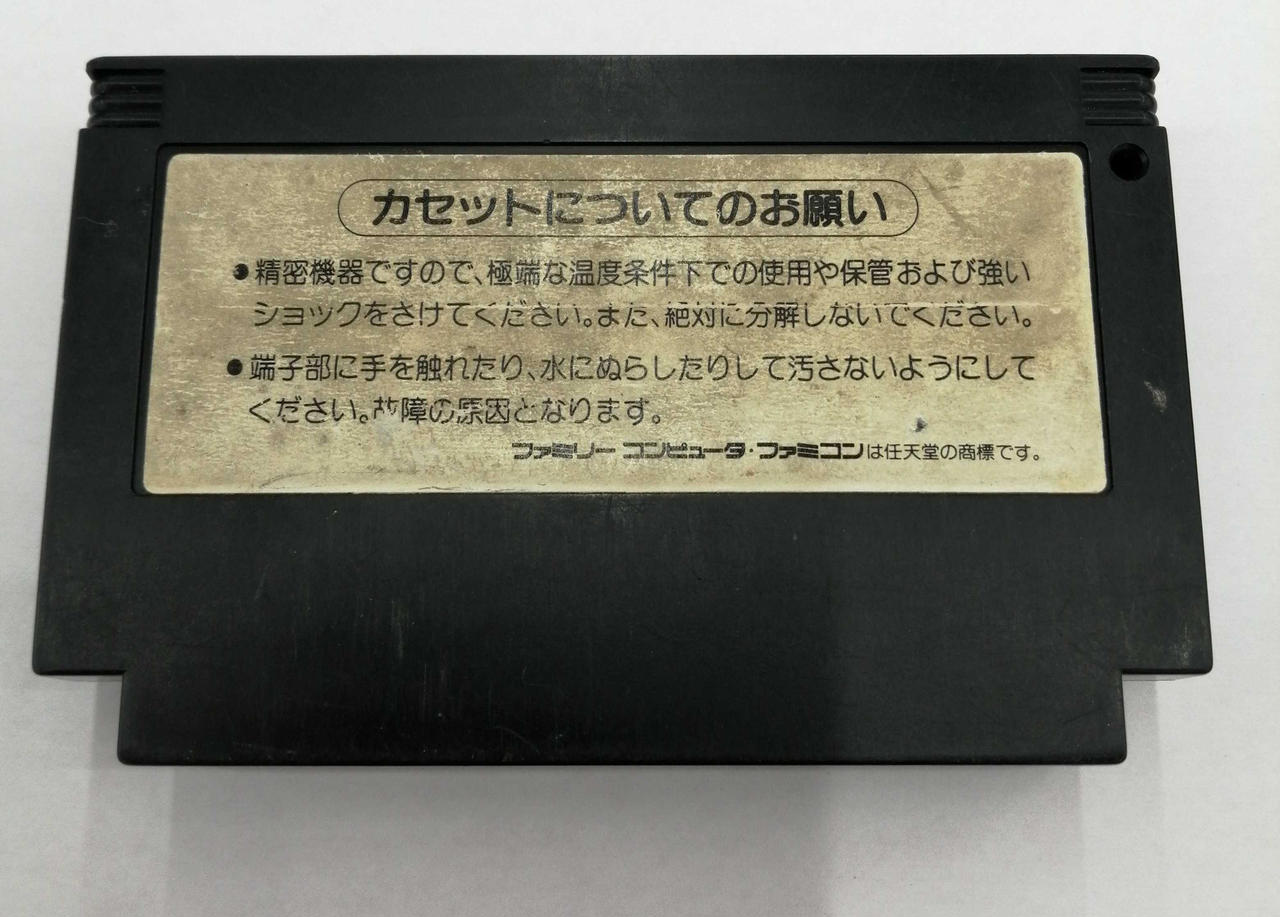 カセットについてのお願い
●精密機器ですので、極端な温度条件下での使用や保管および強い
ショックをさけてください。また、絶対に分解しないでください。
●端子部に手を触れたり、水にぬらしたりして汚さないようにして
ください。故障の原因となります。
ファミリー コンピュータ・ファミコンは任天堂の商標です。